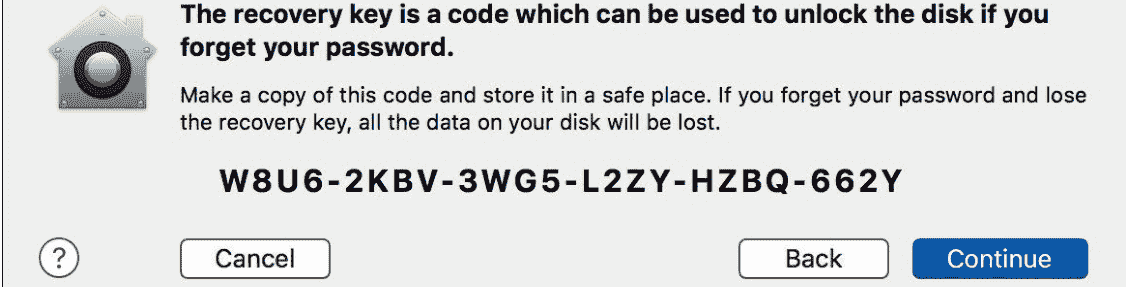 The recovery key is a code which can be used to unlock the disk if you
forget your password.
Make a copy of this code and store it in a safe place. If you forget your password and lose
the recovery key, all the data on your disk will be lost.
W8U6-2KBV-3WG5-L2ZY-HZBQ-662Y
?
Cancel
Back
Continue